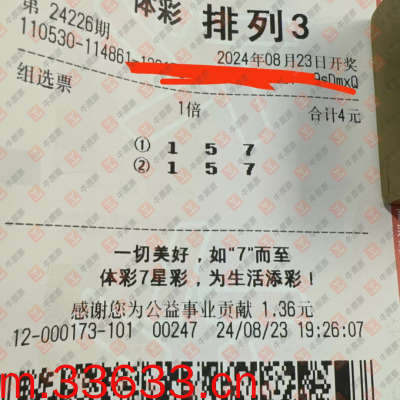 第 24226期 体彩 排列3
110530-114861-
2024年08月23日开奖
9sDmxQ
组选票
1倍 合计4元
① 1 5 7
② 1 5 7
一切美好，如"7"而至
体彩7星彩，为生活添彩！
感谢您为公益事业贡献 1.36元
12-000173-101 00247 24/08/23 19:26:07
m.33633.cn